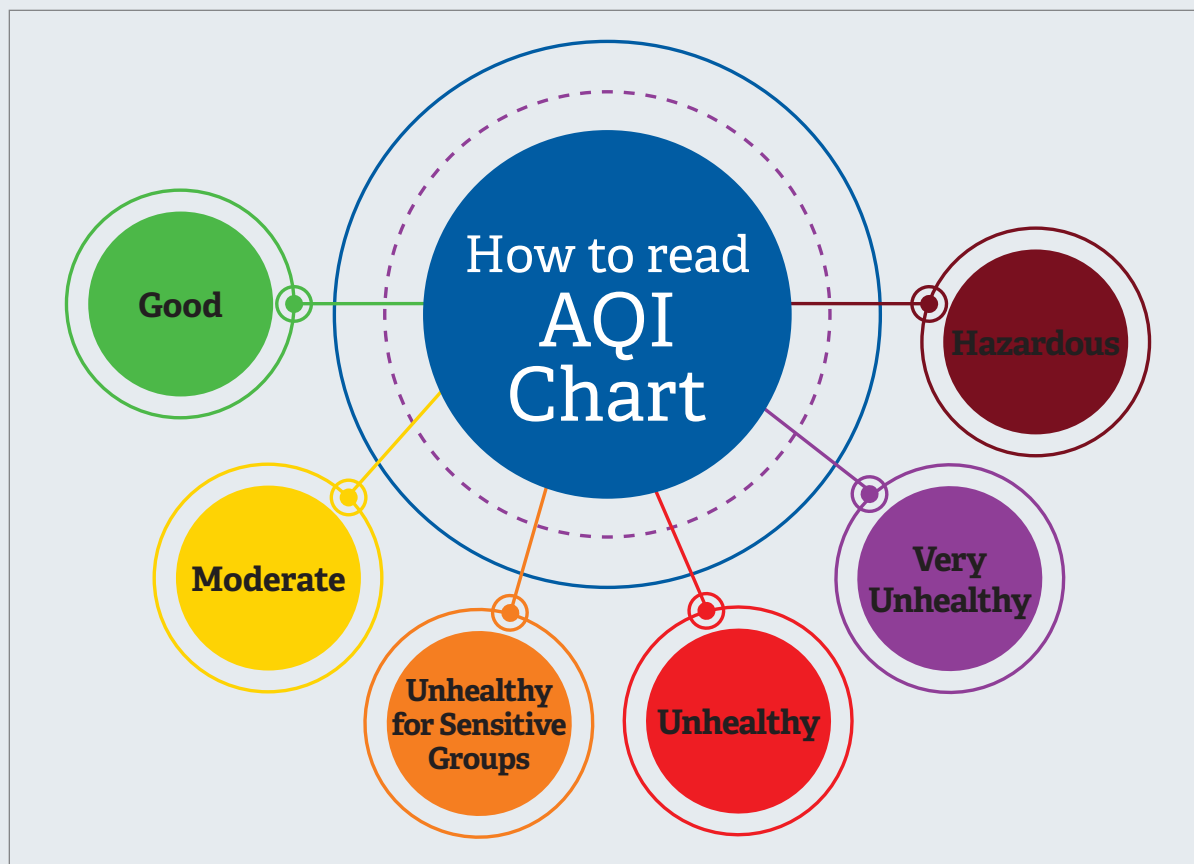 How to read
AQI
Chart
Good
Moderate
Unhealthy
for Sensitive
Groups
Unhealthy
Very
Unhealthy
Hazardous